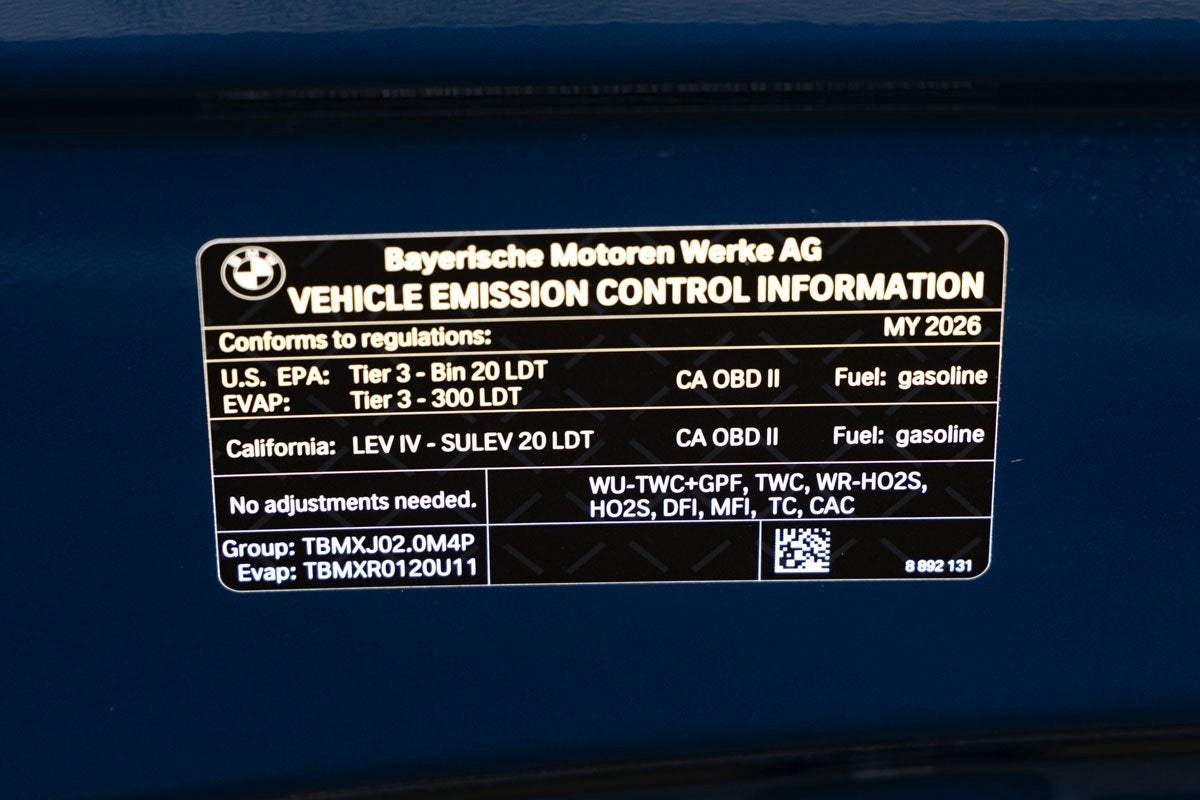 BMW
Bayerische Motoren Werke AG
VEHICLE EMISSION CONTROL INFORMATION
Conforms to regulations: MY 2026
U.S. EPA: Tier 3 - Bin 20 LDT CA OBD II Fuel: gasoline
EVAP: Tier 3 - 300 LDT
California: LEV IV - SULEV 20 LDT CA OBD II Fuel: gasoline
No adjustments needed.
WU-TWC+GPF, TWC, WR-HO2S,
HO2S, DFI, MFI, TC, CAC
Group: TBMXJ02.0M4P
Evap: TBMXR0120U11
8 892 131